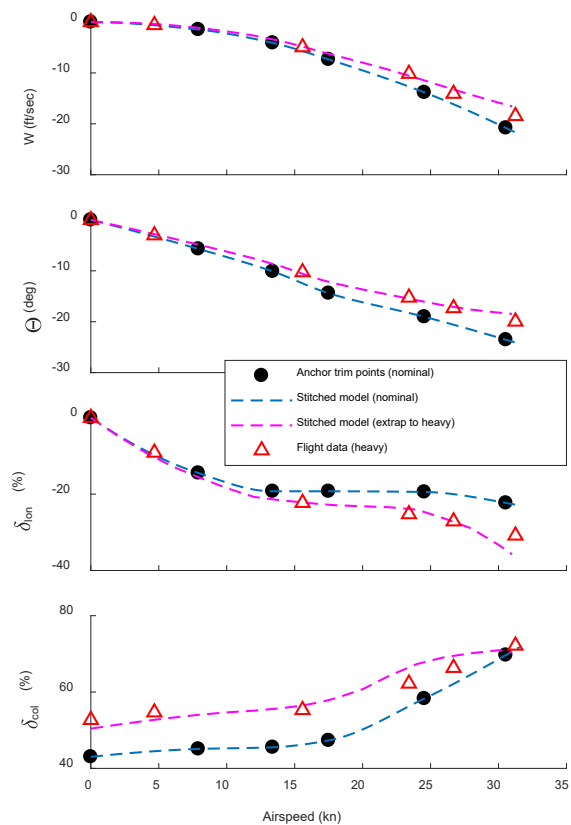 0
-10
-20
-30
W (ft/sec)
0
-10
-20
-30
Θ (deg)
Anchor trim points (nominal)
Stitched model (nominal)
Stitched model (extrap to heavy)
Flight data (heavy)
0
-20
-40
δlon (%)
80
60
40
δcol (%)
0 5 10 15 20 25 30 35
Airspeed (kn)